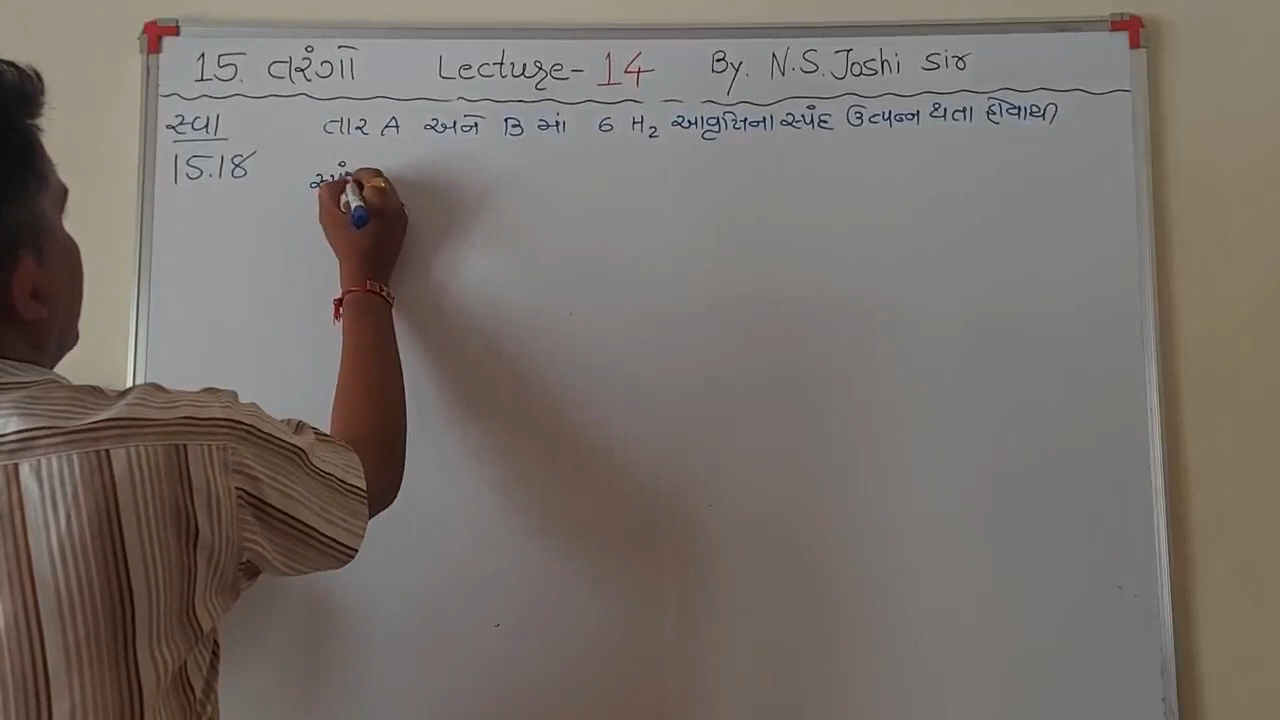 15. તરંગો Lecture-14 By. N.S.Joshi sir
સ્વા તાર A અને B માં 6 Hz આવૃત્તિના સ્પંદ ઉત્પન્ન થતા હોવાથી
15.18